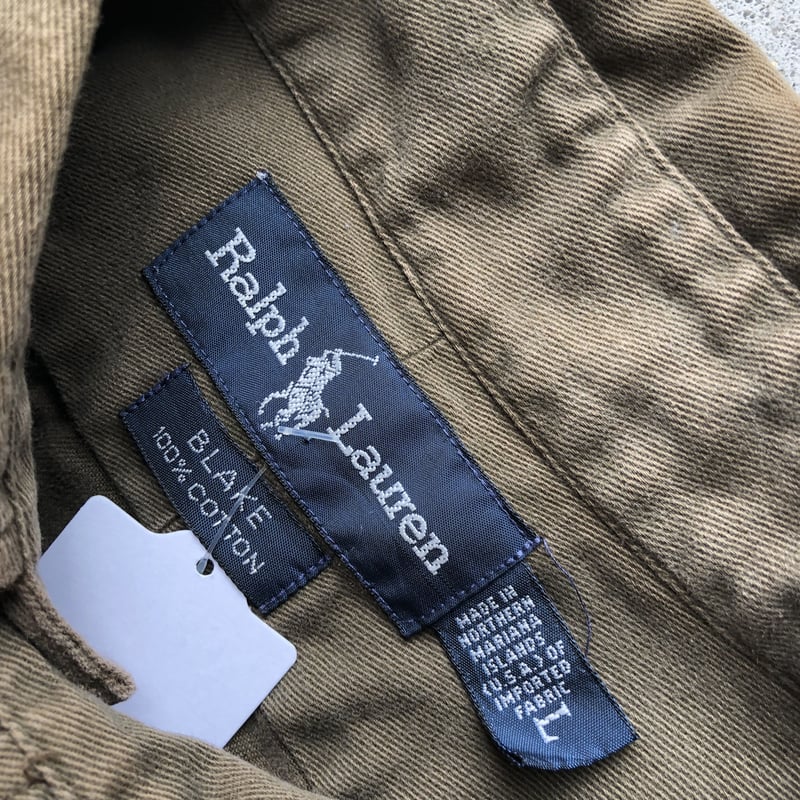 Ralph Lauren
BLAKE
100% COTTON
MADE IN
NORTHERN
MARIANA
ISLANDS
(U.S.A.) OF
IMPORTED
FABRIC
L